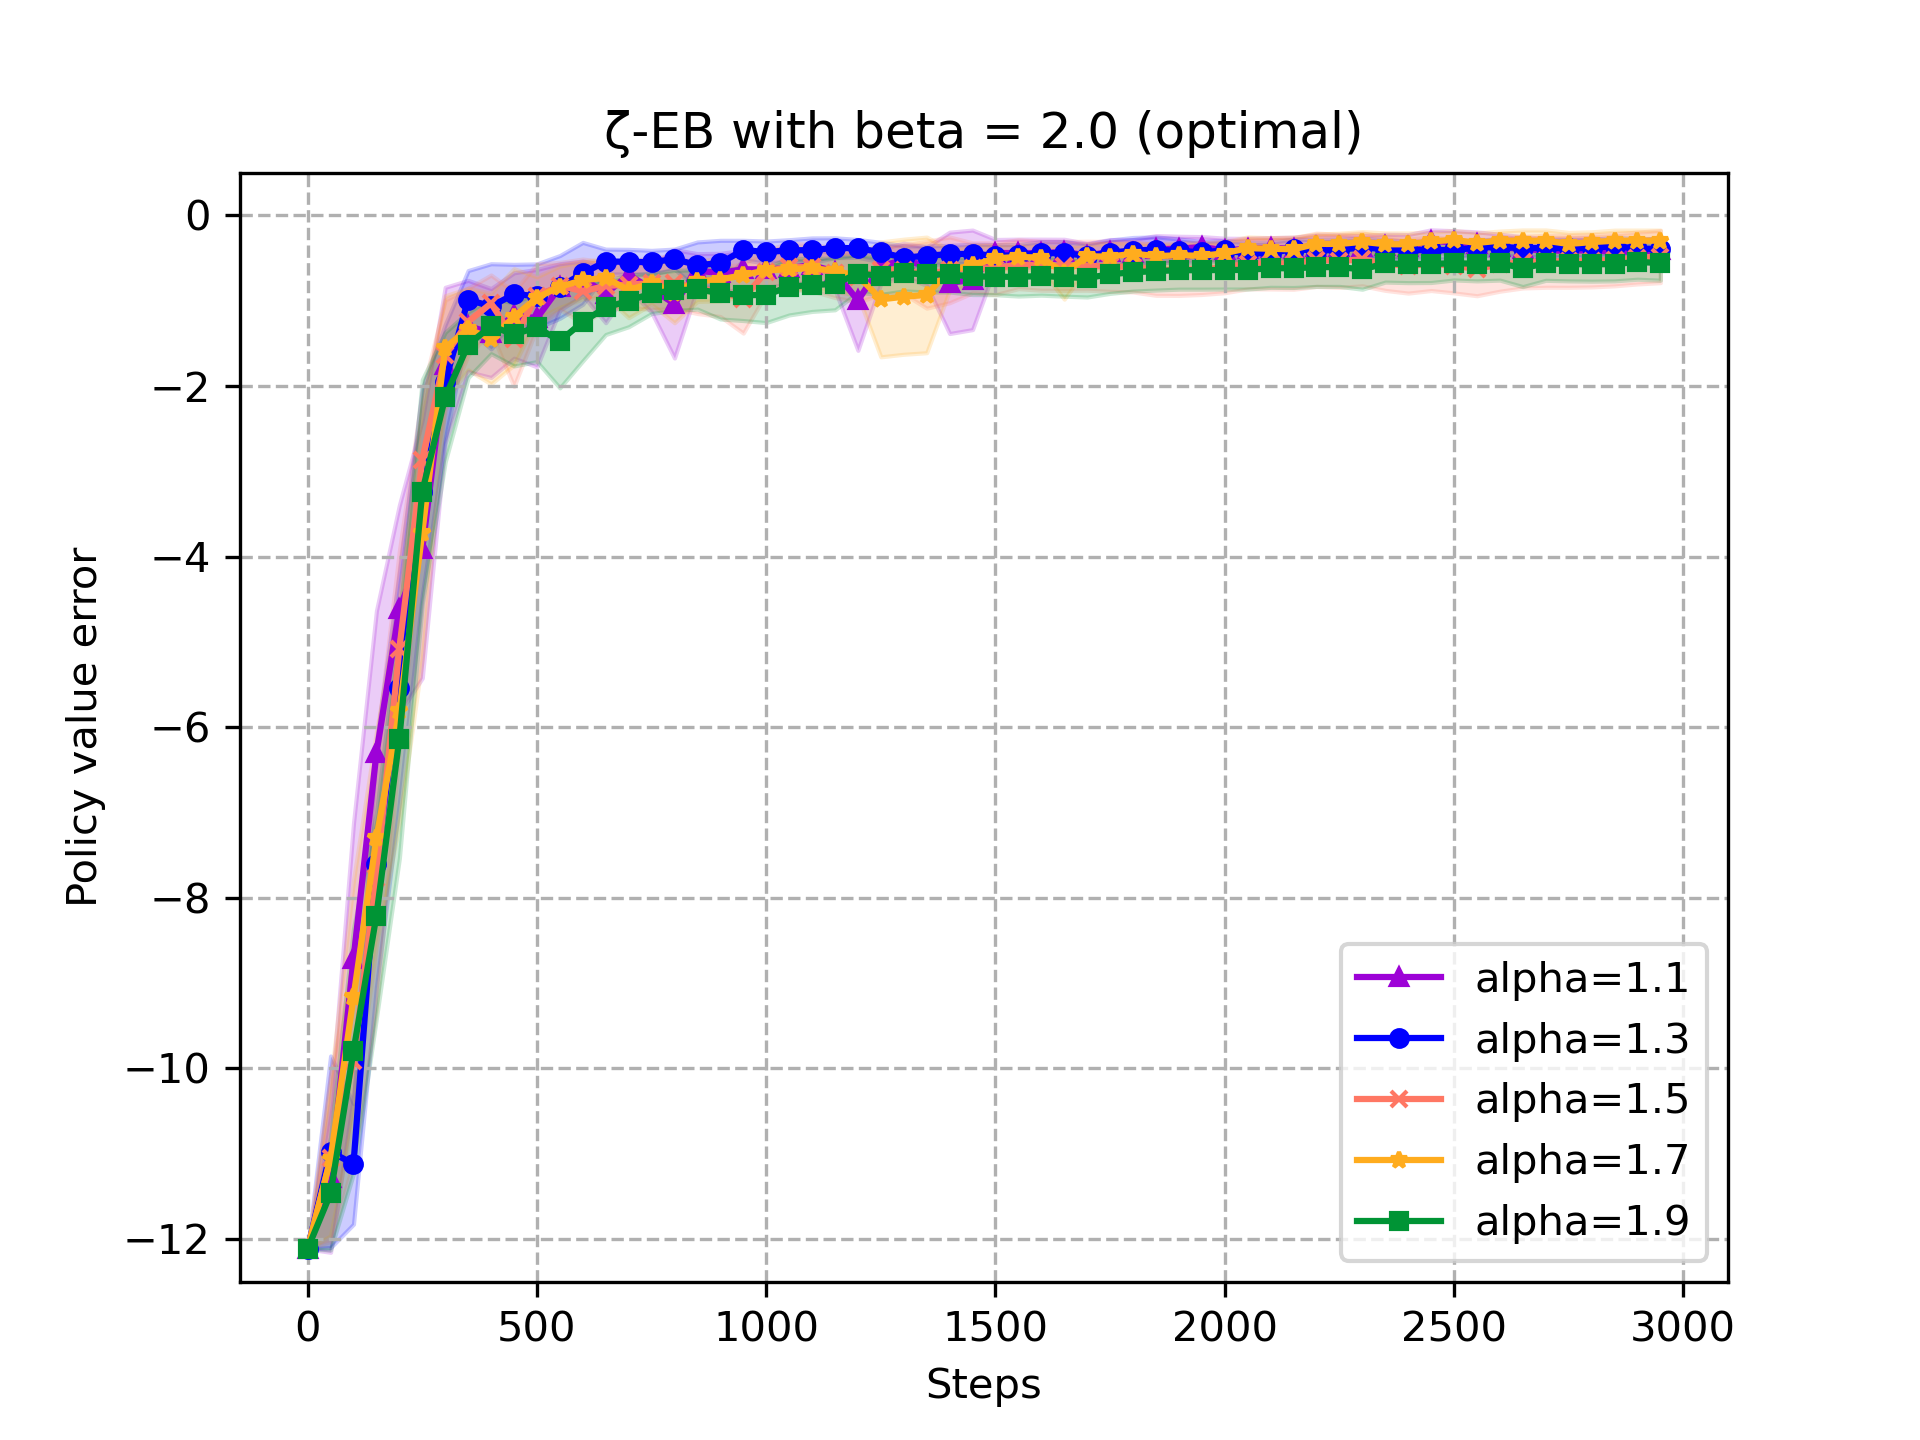 ζ-EB with beta = 2.0 (optimal)
Policy value error
0
−2
−4
−6
−8
−10
−12
0 500 1000 1500 2000 2500 3000
Steps
alpha=1.1
alpha=1.3
alpha=1.5
alpha=1.7
alpha=1.9